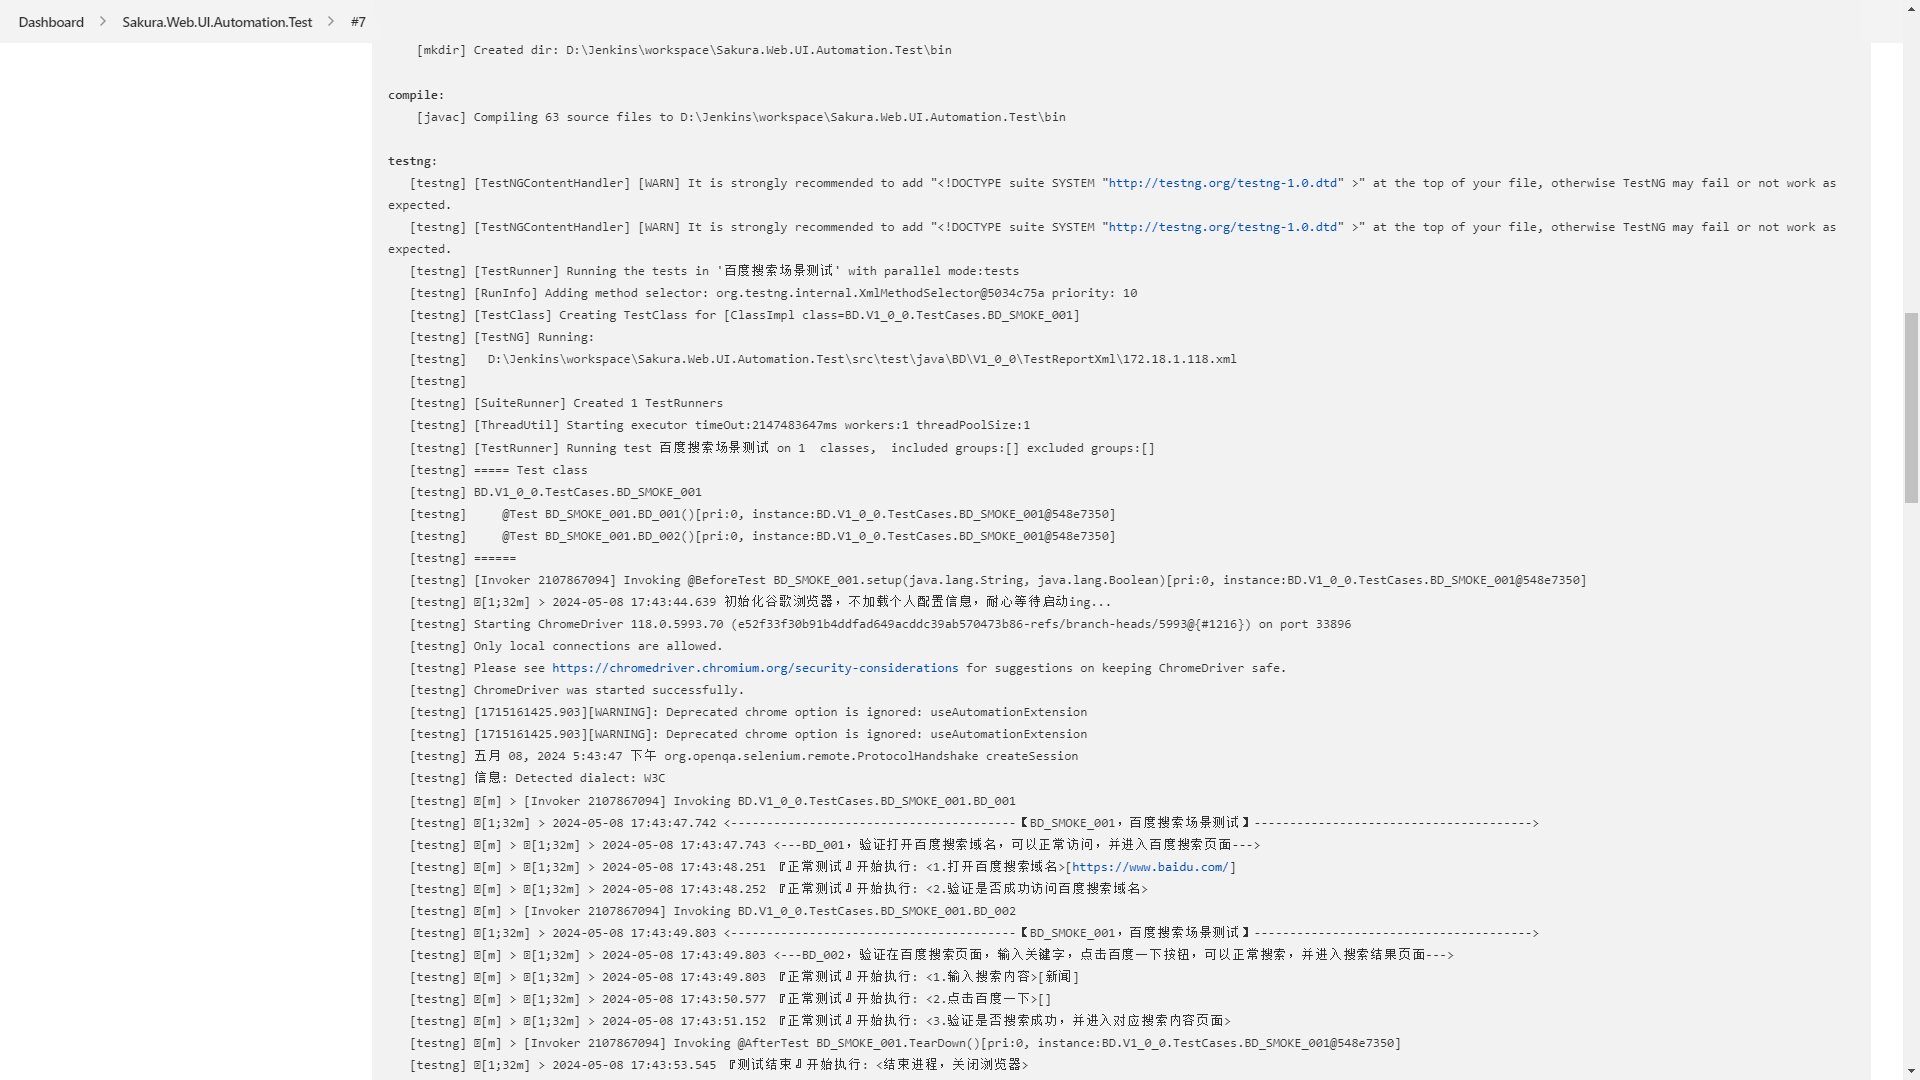 Dashboard > Sakura.Web.UI.Automation.Test > #7
[mkdir] Created dir: D:\Jenkins\workspace\Sakura.Web.UI.Automation.Test\bin
compile:
[javac] Compiling 63 source files to D:\Jenkins\workspace\Sakura.Web.UI.Automation.Test\bin
testng:
[testng] [TestNGContentHandler] [WARN] It is strongly recommended to add "<!DOCTYPE suite SYSTEM "http://testng.org/testng-1.0.dtd" >" at the top of your file, otherwise TestNG may fail or not work as
expected.
[testng] [TestNGContentHandler] [WARN] It is strongly recommended to add "<!DOCTYPE suite SYSTEM "http://testng.org/testng-1.0.dtd" >" at the top of your file, otherwise TestNG may fail or not work as
expected.
[testng] [TestRunner] Running the tests in '百度搜索场景测试' with parallel mode:tests
[testng] [RunInfo] Adding method selector: org.testng.internal.XmlMethodSelector@5034c75a priority: 10
[testng] [TestClass] Creating TestClass for [ClassImpl class=BD.V1_0_0.TestCases.BD_SMOKE_001]
[testng] [TestNG] Running:
[testng]   D:\Jenkins\workspace\Sakura.Web.UI.Automation.Test\src\test\java\BD\V1_0_0\TestReportXml\172.18.1.118.xml
[testng]
[testng] [SuiteRunner] Created 1 TestRunners
[testng] [ThreadUtil] Starting executor timeOut:2147483647ms workers:1 threadPoolSize:1
[testng] [TestRunner] Running test 百度搜索场景测试 on 1  classes,  included groups:[] excluded groups:[]
[testng] ===== Test class
[testng] BD.V1_0_0.TestCases.BD_SMOKE_001
[testng]     @Test BD_SMOKE_001.BD_001()[pri:0, instance:BD.V1_0_0.TestCases.BD_SMOKE_001@548e7350]
[testng]     @Test BD_SMOKE_001.BD_002()[pri:0, instance:BD.V1_0_0.TestCases.BD_SMOKE_001@548e7350]
[testng] ======
[testng] [Invoker 2107867094] Invoking @BeforeTest BD_SMOKE_001.setup(java.lang.String, java.lang.Boolean)[pri:0, instance:BD.V1_0_0.TestCases.BD_SMOKE_001@548e7350]
[testng] [1;32m] > 2024-05-08 17:43:44.639 初始化谷歌浏览器，不加载个人配置信息，耐心等待启动ing...
[testng] Starting ChromeDriver 118.0.5993.70 (e52f33f30b91b4ddfad649acddc39ab570473b86-refs/branch-heads/5993@{#1216}) on port 33896
[testng] Only local connections are allowed.
[testng] Please see https://chromedriver.chromium.org/security-considerations for suggestions on keeping ChromeDriver safe.
[testng] ChromeDriver was started successfully.
[testng] [1715161425.903][WARNING]: Deprecated chrome option is ignored: useAutomationExtension
[testng] [1715161425.903][WARNING]: Deprecated chrome option is ignored: useAutomationExtension
[testng] 五月 08, 2024 5:43:47 下午 org.openqa.selenium.remote.ProtocolHandshake createSession
[testng] 信息: Detected dialect: W3C
[testng] [m] > [Invoker 2107867094] Invoking BD.V1_0_0.TestCases.BD_SMOKE_001.BD_001
[testng] [1;32m] > 2024-05-08 17:43:47.742 <----------------------------------------【BD_SMOKE_001，百度搜索场景测试】--------------------------------------->
[testng] [m] > [1;32m] > 2024-05-08 17:43:47.743 <---BD_001，验证打开百度搜索域名，可以正常访问，并进入百度搜索页面--->
[testng] [m] > [1;32m] > 2024-05-08 17:43:48.251 『正常测试』开始执行: <1.打开百度搜索域名>[https://www.baidu.com/]
[testng] [m] > [1;32m] > 2024-05-08 17:43:48.252 『正常测试』开始执行: <2.验证是否成功访问百度搜索域名>
[testng] [m] > [Invoker 2107867094] Invoking BD.V1_0_0.TestCases.BD_SMOKE_001.BD_002
[testng] [1;32m] > 2024-05-08 17:43:49.803 <----------------------------------------【BD_SMOKE_001，百度搜索场景测试】--------------------------------------->
[testng] [m] > [1;32m] > 2024-05-08 17:43:49.803 <---BD_002，验证在百度搜索页面，输入关键字，点击百度一下按钮，可以正常搜索，并进入搜索结果页面--->
[testng] [m] > [1;32m] > 2024-05-08 17:43:49.803 『正常测试』开始执行: <1.输入搜索内容>[新闻]
[testng] [m] > [1;32m] > 2024-05-08 17:43:50.577 『正常测试』开始执行: <2.点击百度一下>[]
[testng] [m] > [1;32m] > 2024-05-08 17:43:51.152 『正常测试』开始执行: <3.验证是否搜索成功，并进入对应搜索内容页面>
[testng] [m] > [Invoker 2107867094] Invoking @AfterTest BD_SMOKE_001.TearDown()[pri:0, instance:BD.V1_0_0.TestCases.BD_SMOKE_001@548e7350]
[testng] [1;32m] > 2024-05-08 17:43:53.545 『测试结束』开始执行: <结束进程，关闭浏览器>